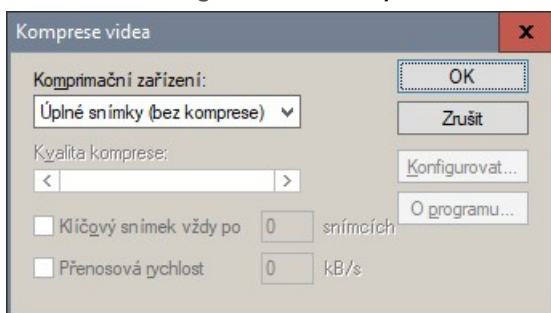 Komprese videa
x
Komprimační zařízení:
OK
Úplné snímky (bez komprese)
Zrušit
Kvalita komprese:
Konfigurovat...
O programu...
Klíčový snímek vždy po 0 snímcích
Přenosová rychlost 0 kB/s